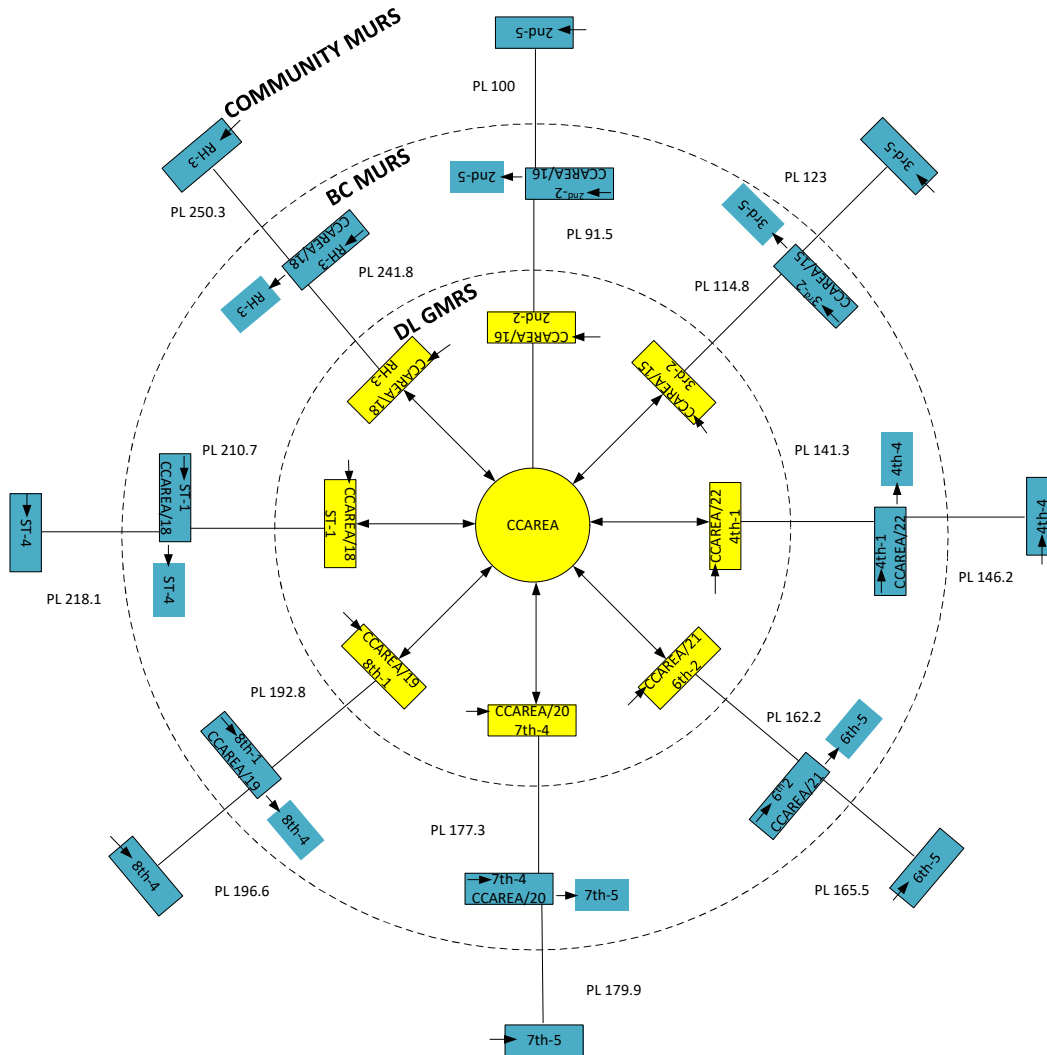 COMMUNITY MURS
BC MURS
DL GMRS
2nd-5
PL 100
2nd-5
2nd-2
CCAREA/16
PL 91.5
2nd-2
CCAREA/16
3rd-5
PL 123
3rd-5
3rd-2
CCAREA/15
PL 114.8
3rd-2
CCAREA/15
RH-3
PL 250.3
RH-3
CCAREA/18
RH-3
PL 241.8
RH-3
CCAREA\18
PL 141.3
4th-4
4th-1
CCAREA/22
CCAREA/22
4th-1
4th-4
PL 146.2
CCAREA
PL 210.7
ST-1
CCAREA/18
ST-4
CCAREA/18
ST-1
ST-4
PL 218.1
CCAREA/19
8th-1
PL 192.8
8th-1
CCAREA/19
8th-4
8th-4
PL 196.6
CCAREA/20
7th-4
PL 177.3
7th-4
CCAREA/20
7th-5
PL 179.9
7th-5
CCAREA/21
6th-2
PL 162.2
6th-5
6th2
CCAREA/21
PL 165.5
6th-5